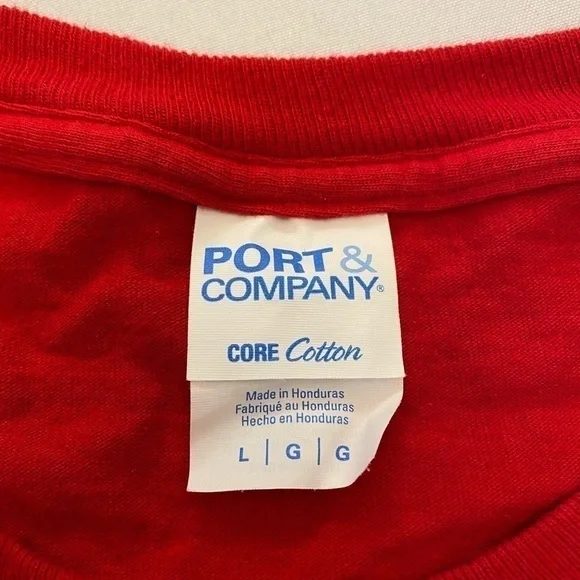 PORT &
COMPANY®
CORE Cotton
Made in Honduras
Fabriqué au Honduras
Hecho en Honduras
L | G | G